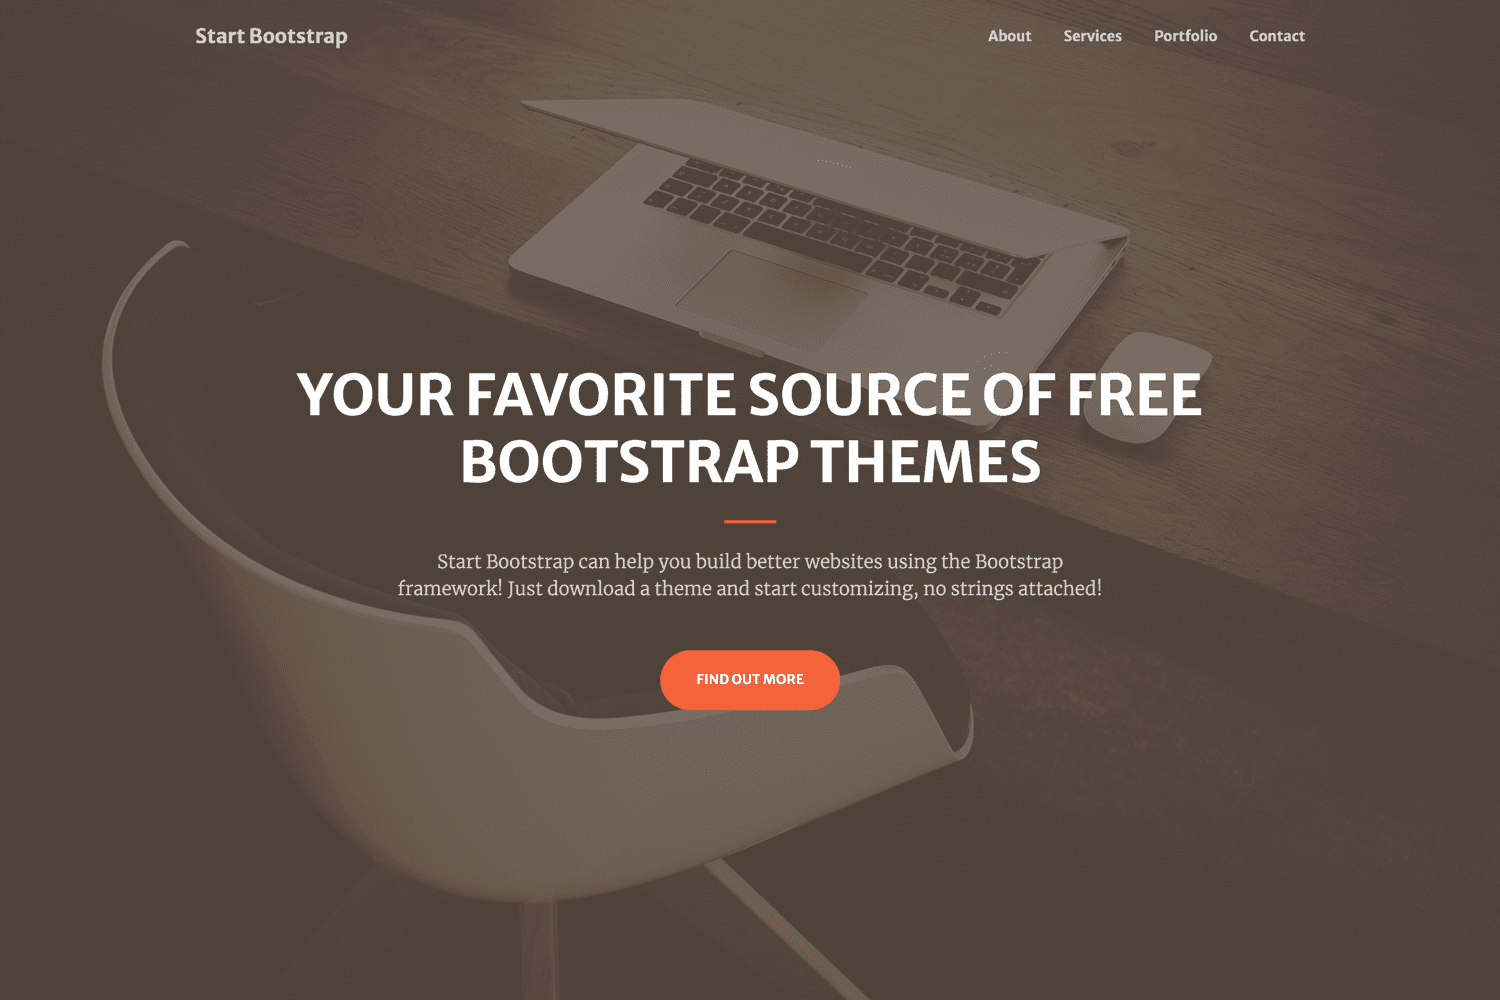 Start Bootstrap
About Services Portfolio Contact
YOUR FAVORITE SOURCE OF FREE
BOOTSTRAP THEMES
Start Bootstrap can help you build better websites using the Bootstrap
framework! Just download a theme and start customizing, no strings attached!
FIND OUT MORE